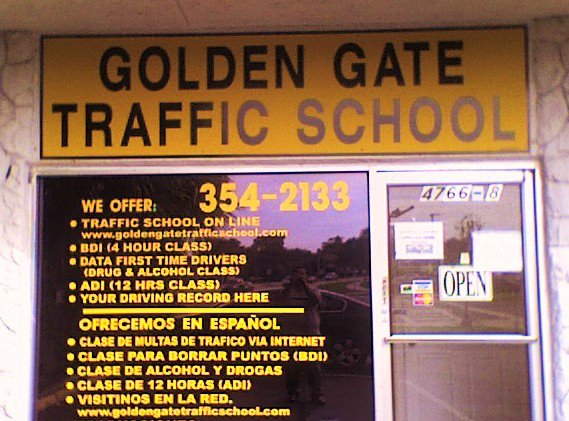 GOLDEN GATE
TRAFFIC SCHOOL
WE OFFER: 354-2133
• TRAFFIC SCHOOL ON LINE
www.goldengatetrafficschool.com
• BDI (4 HOUR CLASS)
• DATA FIRST TIME DRIVERS
(DRUG & ALCOHOL CLASS)
• ADI (12 HRS CLASS)
• YOUR DRIVING RECORD HERE
OFRECEMOS EN ESPAÑOL
• CLASE DE MULTAS DE TRAFICO VIA INTERNET
• CLASE PARA BORRAR PUNTOS (BDI)
• CLASE DE ALCOHOL Y DROGAS
• CLASE DE 12 HORAS (ADI)
• VISITINOS EN LA RED.
www.goldengatetrafficschool.com
4766-8
OPEN